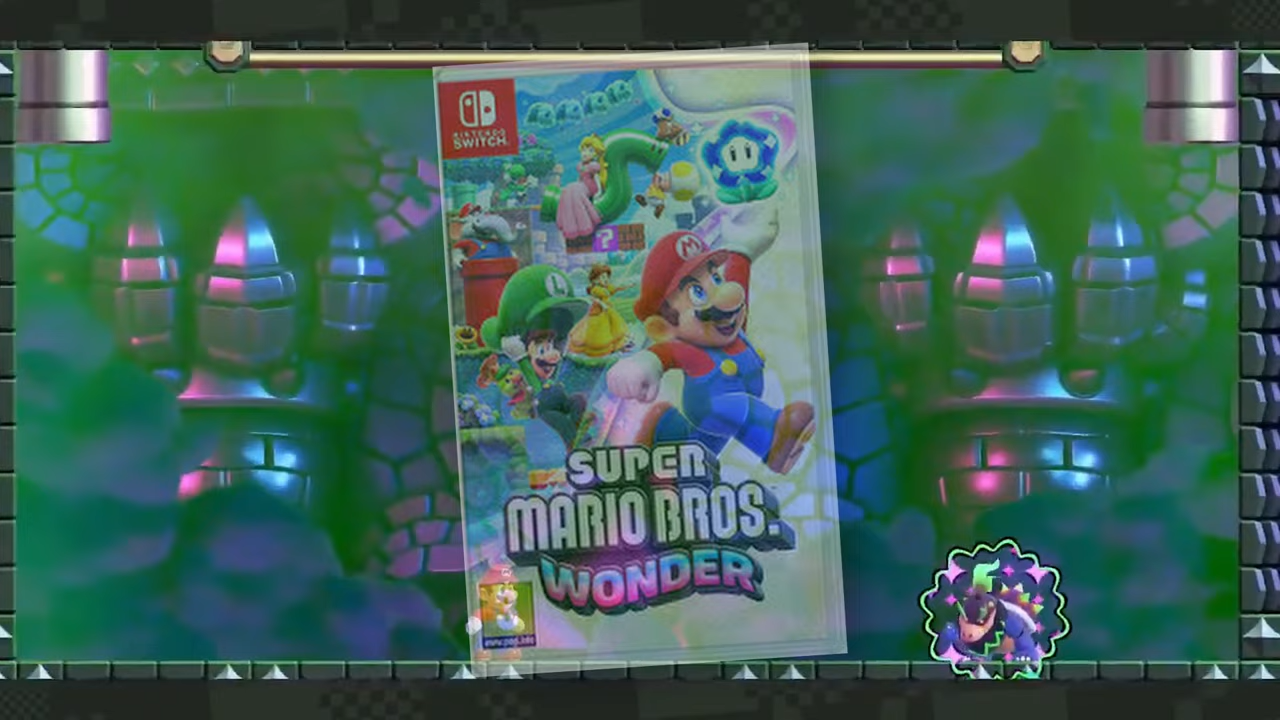 NINTENDO
SWITCH
SUPER
MARIO BROS.
WONDER
www.pegi.info